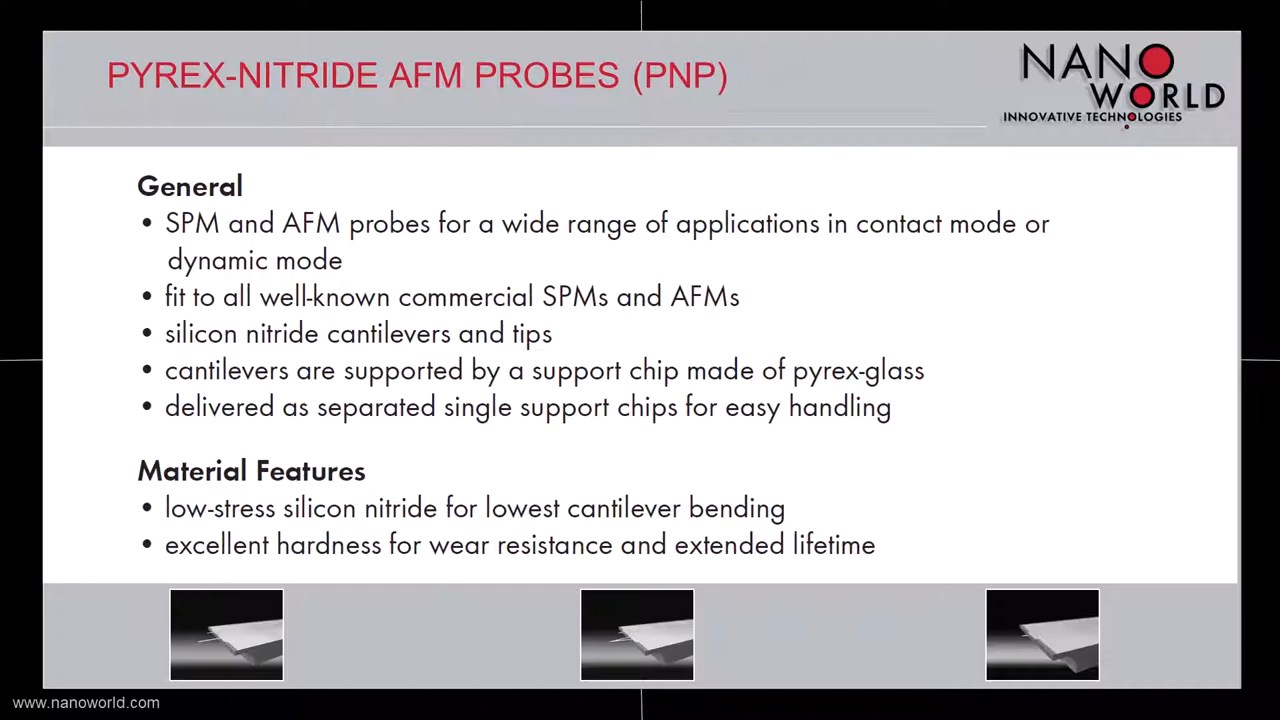 PYREX-NITRIDE AFM PROBES (PNP)
NANO
WORLD
INNOVATIVE TECHNOLOGIES
General
• SPM and AFM probes for a wide range of applications in contact mode or
dynamic mode
• fit to all well-known commercial SPMs and AFMs
• silicon nitride cantilevers and tips
• cantilevers are supported by a support chip made of pyrex-glass
• delivered as separated single support chips for easy handling
Material Features
• low-stress silicon nitride for lowest cantilever bending
• excellent hardness for wear resistance and extended lifetime
www.nanoworld.com